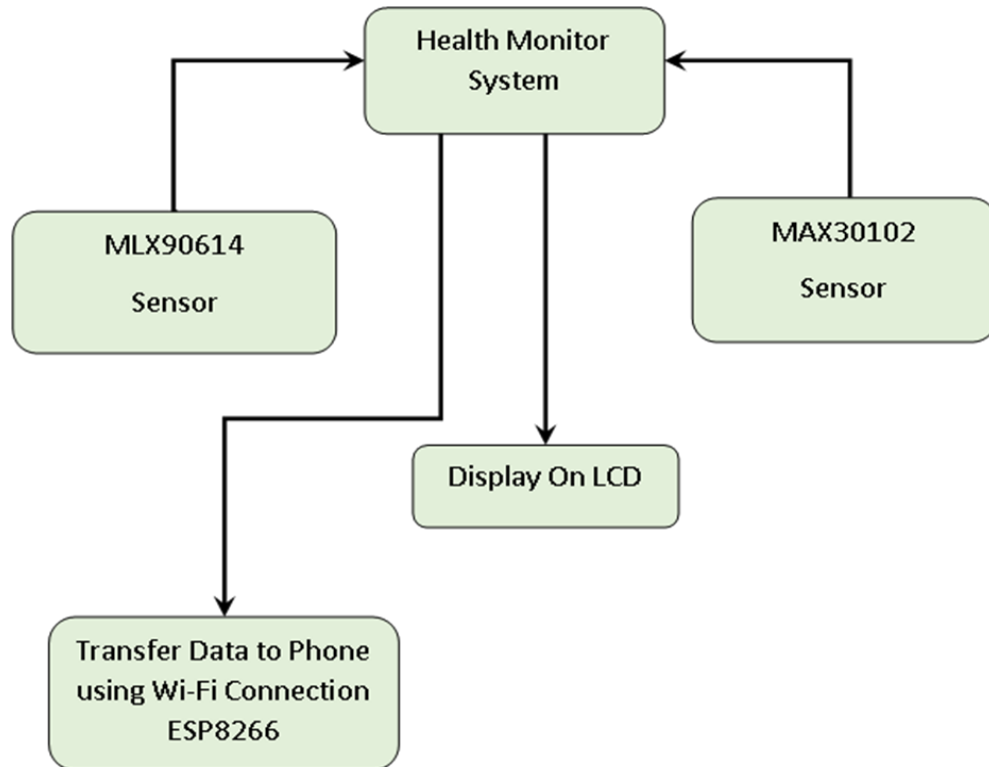 Health Monitor
System
MLX90614
Sensor
MAX30102
Sensor
Display On LCD
Transfer Data to Phone
using Wi-Fi Connection
ESP8266